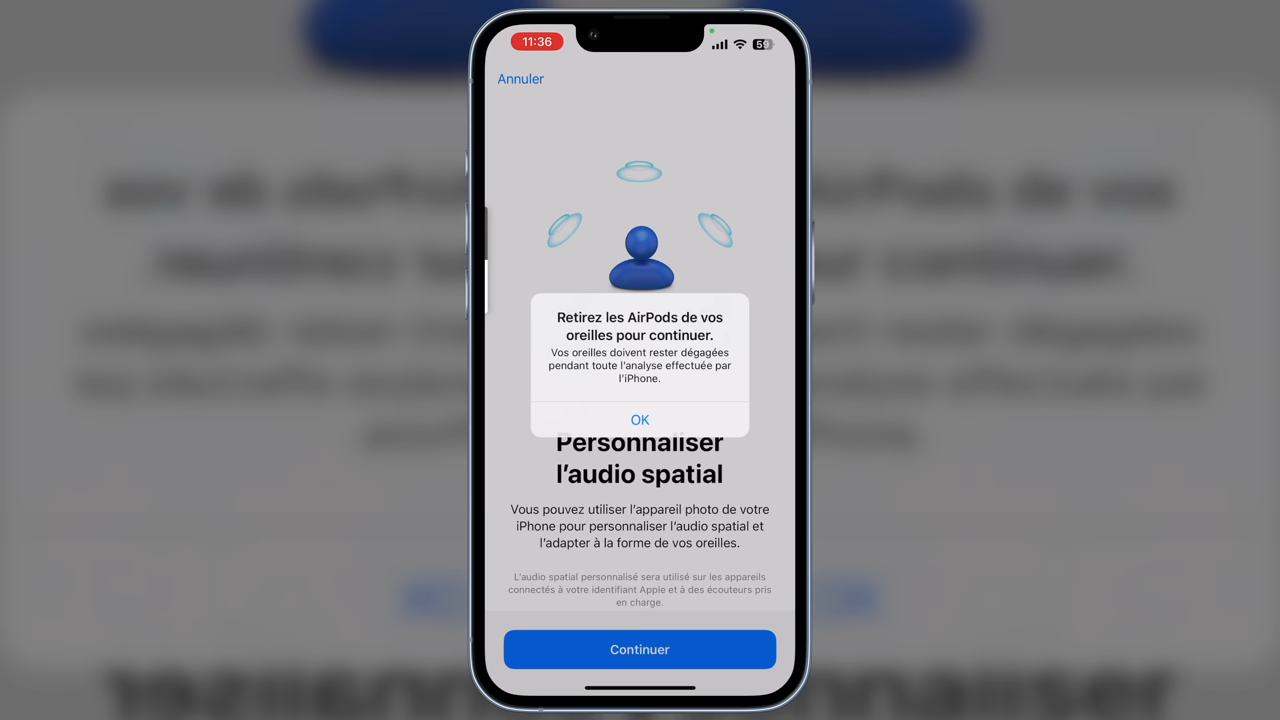 11:36
59
Annuler
Retirez les AirPods de vos
oreilles pour continuer.
Vos oreilles doivent rester dégagées
pendant toute l'analyse effectuée par
l'iPhone.
OK
Personnaliser
l'audio spatial
Vous pouvez utiliser l'appareil photo de votre
iPhone pour personnaliser l'audio spatial et
l'adapter à la forme de vos oreilles.
L'audio spatial personnalisé sera utilisé sur les appareils
connectés à votre identifiant Apple et à des écouteurs pris
en charge.
Continuer